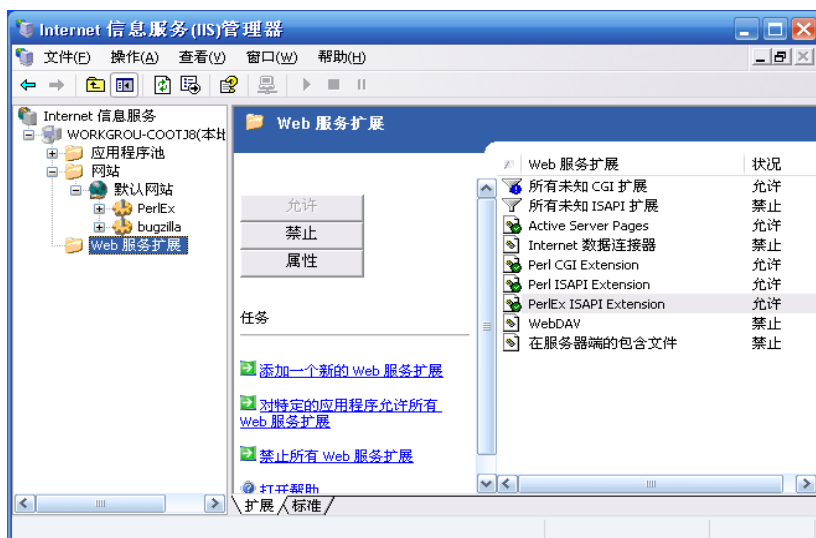 Internet 信息服务(IIS)管理器
文件(F) 操作(A) 查看(V) 窗口(W) 帮助(H)
Internet 信息服务
WORKGROU-COOTJ8(本地
应用程序池
网站
默认网站
PerlEx
bugzilla
Web 服务扩展
Web 服务扩展
允许
禁止
属性
任务
添加一个新的 Web 服务扩展
对特定的应用程序允许所有
Web 服务扩展
禁止所有 Web 服务扩展
打开帮助
Web 服务扩展 状况
所有未知 CGI 扩展 允许
所有未知 ISAPI 扩展 禁止
Active Server Pages 允许
Internet 数据连接器 禁止
Perl CGI Extension 允许
Perl ISAPI Extension 允许
PerlEx ISAPI Extension 允许
WebDAV 禁止
在服务器端的包含文件 禁止
扩展 标准